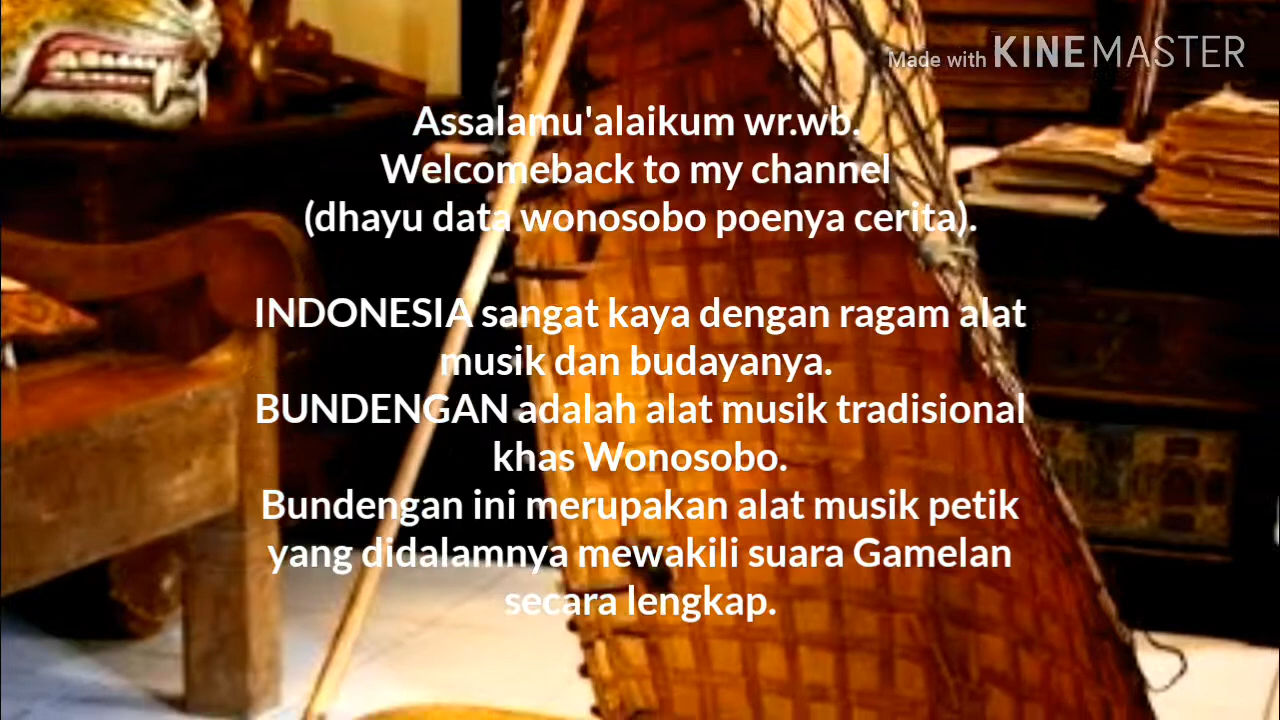 Made with KINEMASTER
Assalamu'alaikum wr.wb.
Welcomeback to my channel
(dhayu data wonosobo poenya cerita).
INDONESIA sangat kaya dengan ragam alat
musik dan budayanya.
BUNDENGAN adalah alat musik tradisional
khas Wonosobo.
Bundengan ini merupakan alat musik petik
yang didalamnya mewakili suara Gamelan
secara lengkap.